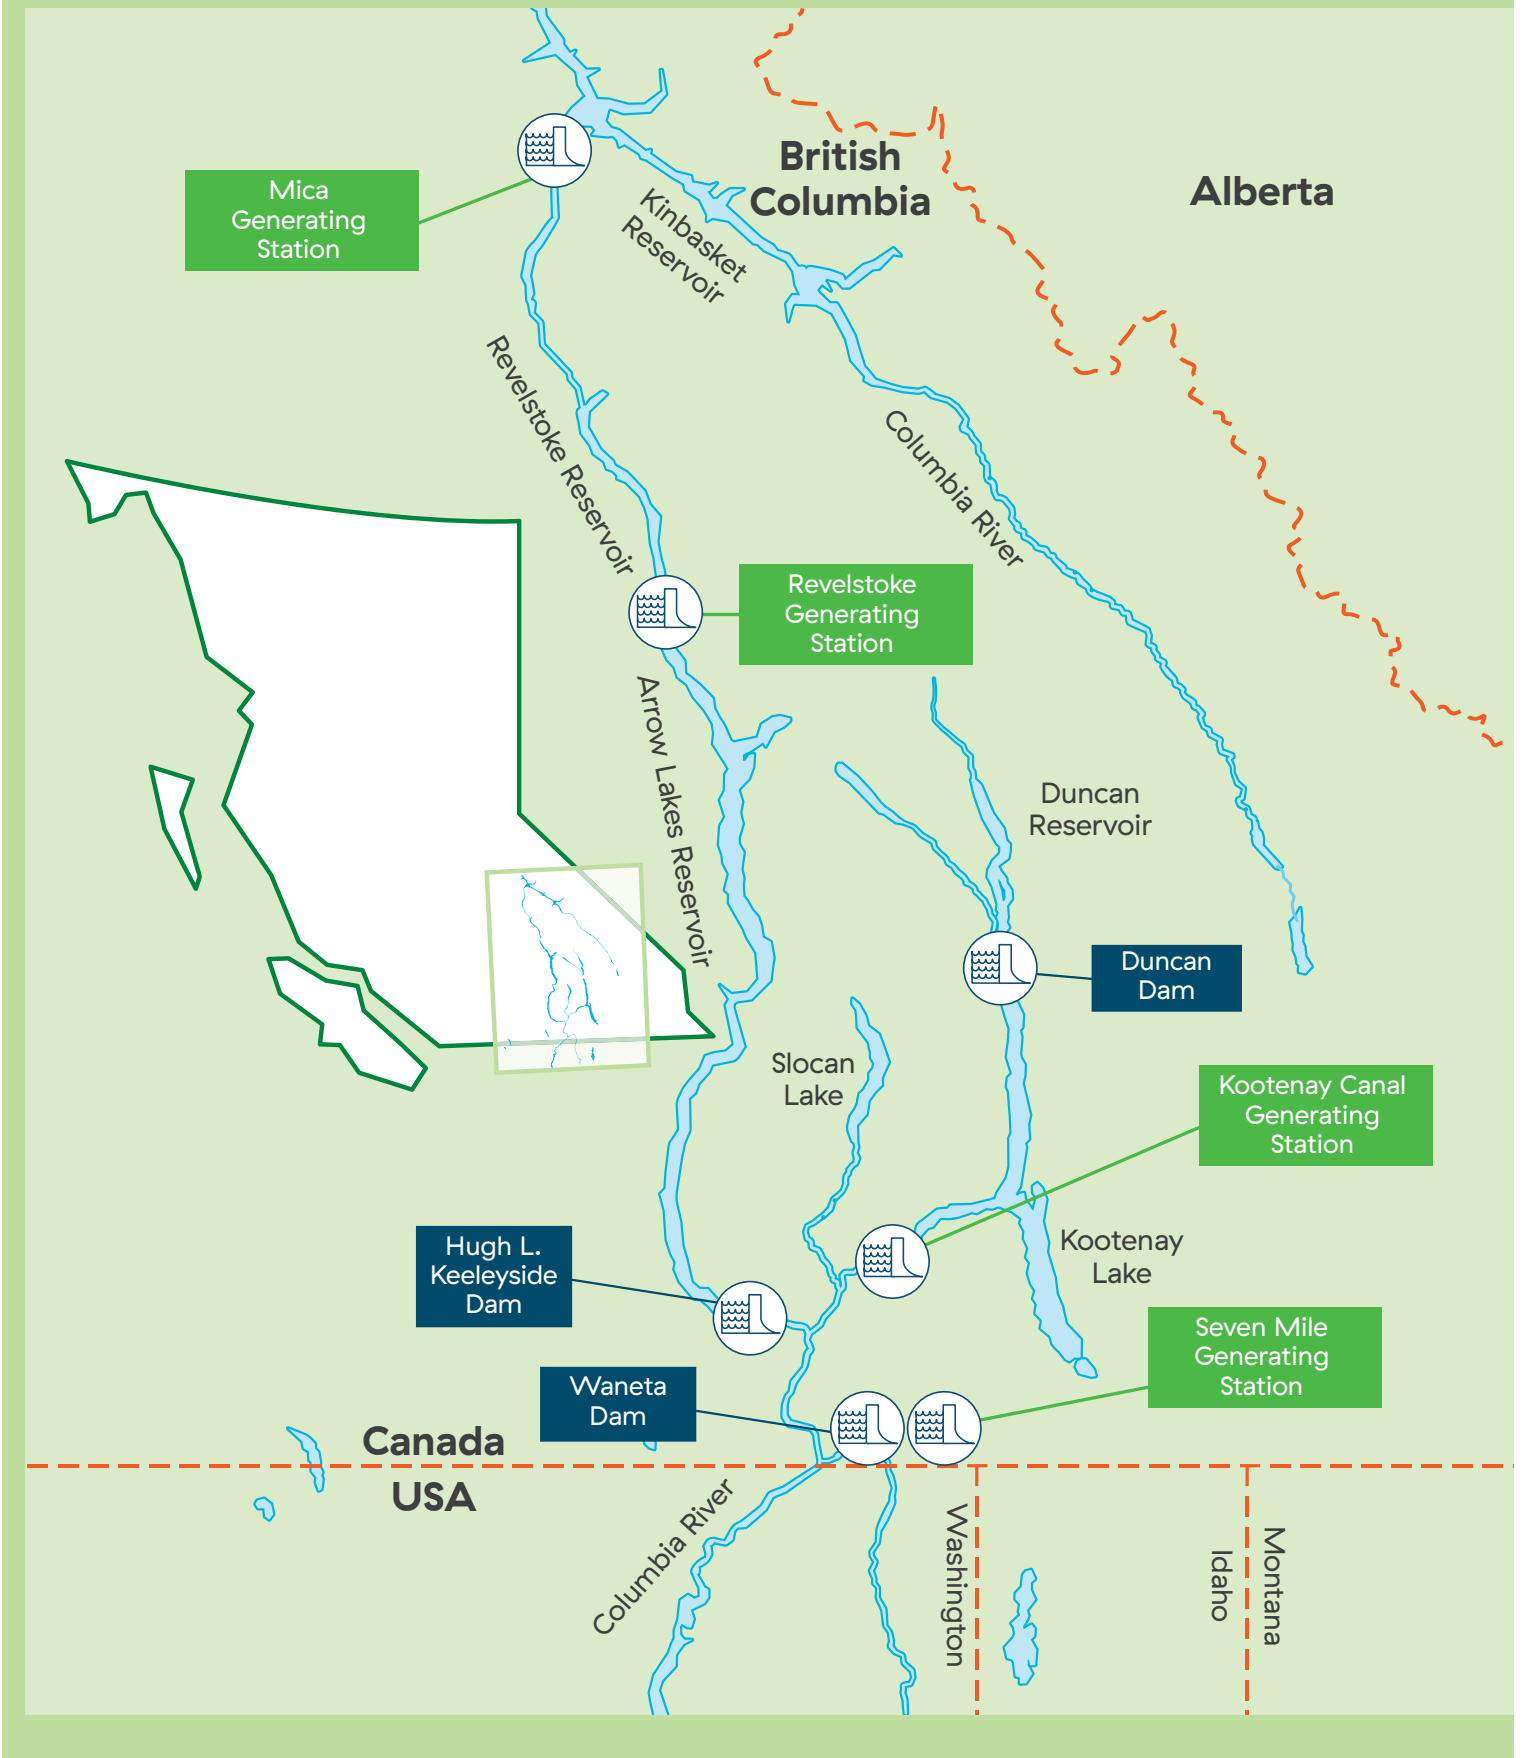 British
Columbia
Alberta
Mica
Generating
Station
Kinbasket
Reservoir
Revelstoke Reservoir
Columbia River
Revelstoke
Generating
Station
Arrow Lakes Reservoir
Duncan
Reservoir
Duncan
Dam
Slocan
Lake
Kootenay Canal
Generating
Station
Hugh L.
Keeleyside
Dam
Kootenay
Lake
Seven Mile
Generating
Station
Waneta
Dam
Canada
USA
Columbia River
Washington
Idaho
Montana